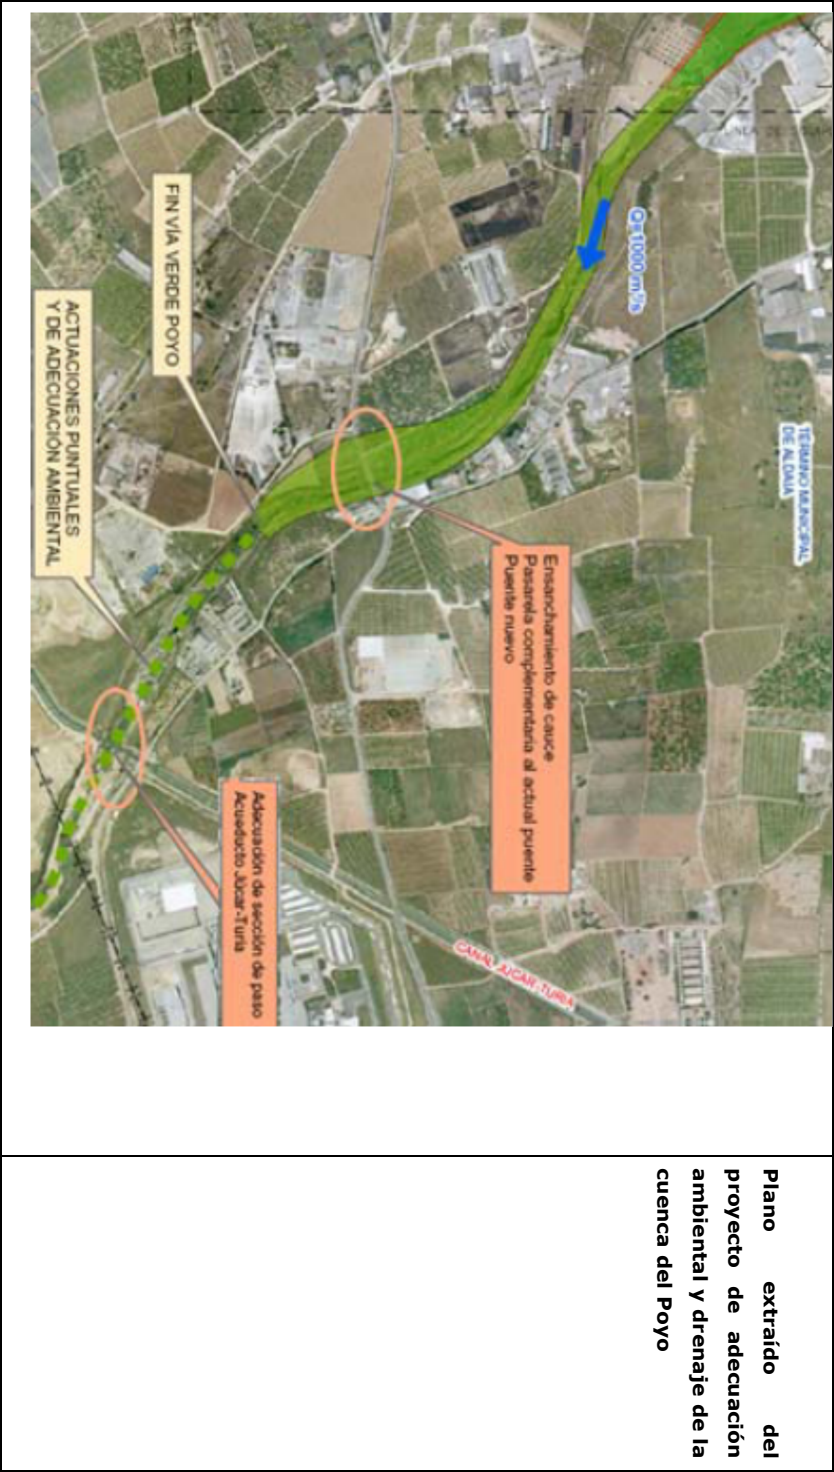 Q=1000 m³/s
TÉRMINO MUNICIPAL
DE ALDAIA
FIN VÍA VERDE POYO
ACTUACIONES PUNTUALES
Y DE ADECUACIÓN AMBIENTAL
Ensanchamiento de cauce
Pasarela complementaria al actual puente
Puente nuevo
Adecuación de sección de paso
Acueducto Júcar-Turia
CANAL JÚCAR-TURIA
Plano extraído del
proyecto de adecuación
ambiental y drenaje de la
cuenca del Poyo